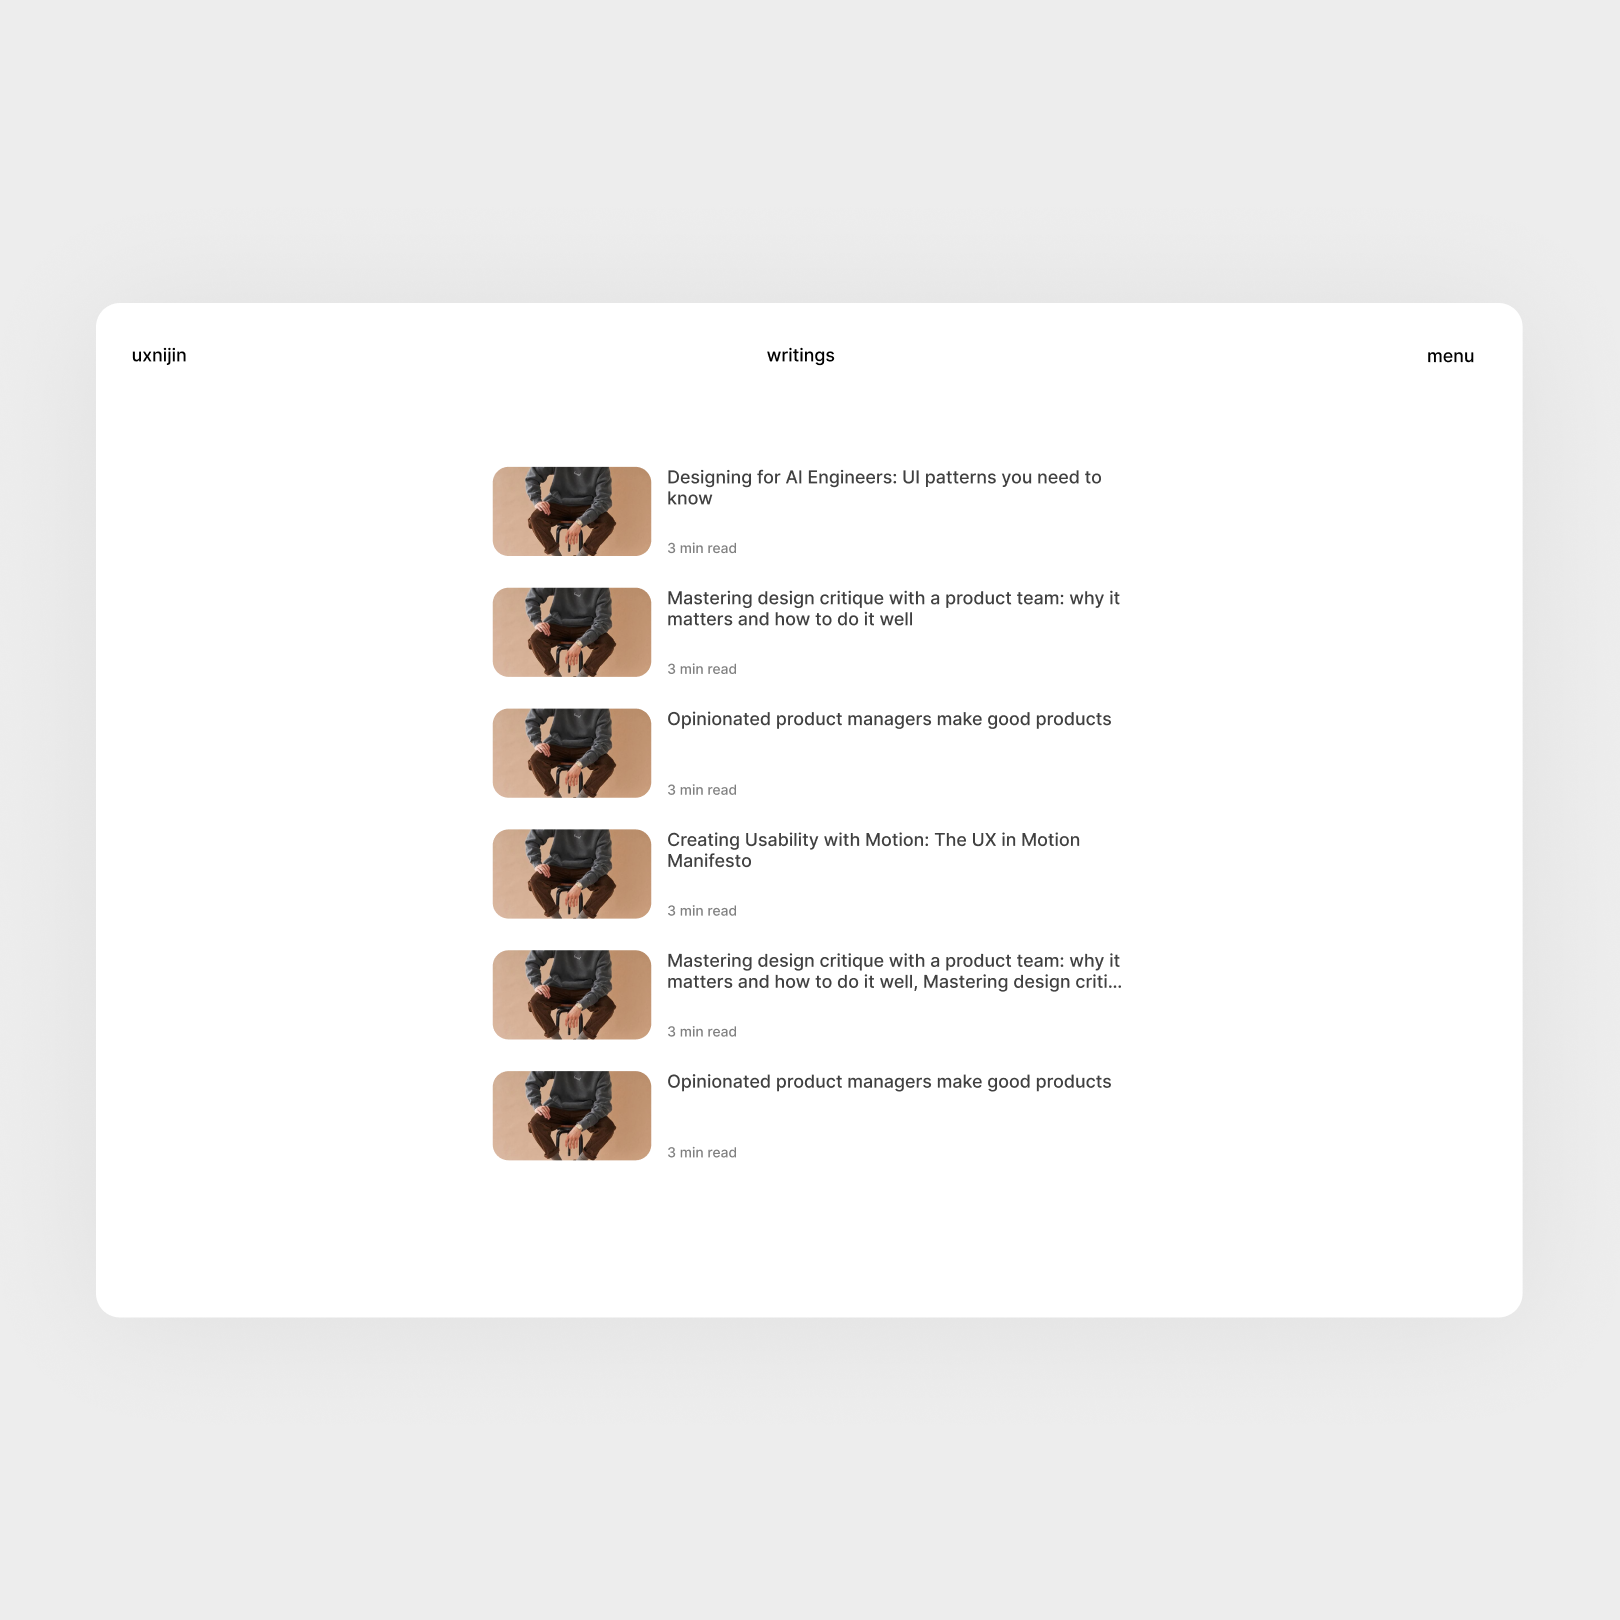 uxnijin
writings
menu
Designing for AI Engineers: UI patterns you need to
know
3 min read
Mastering design critique with a product team: why it
matters and how to do it well
3 min read
Opinionated product managers make good products
3 min read
Creating Usability with Motion: The UX in Motion
Manifesto
3 min read
Mastering design critique with a product team: why it
matters and how to do it well, Mastering design criti...
3 min read
Opinionated product managers make good products
3 min read